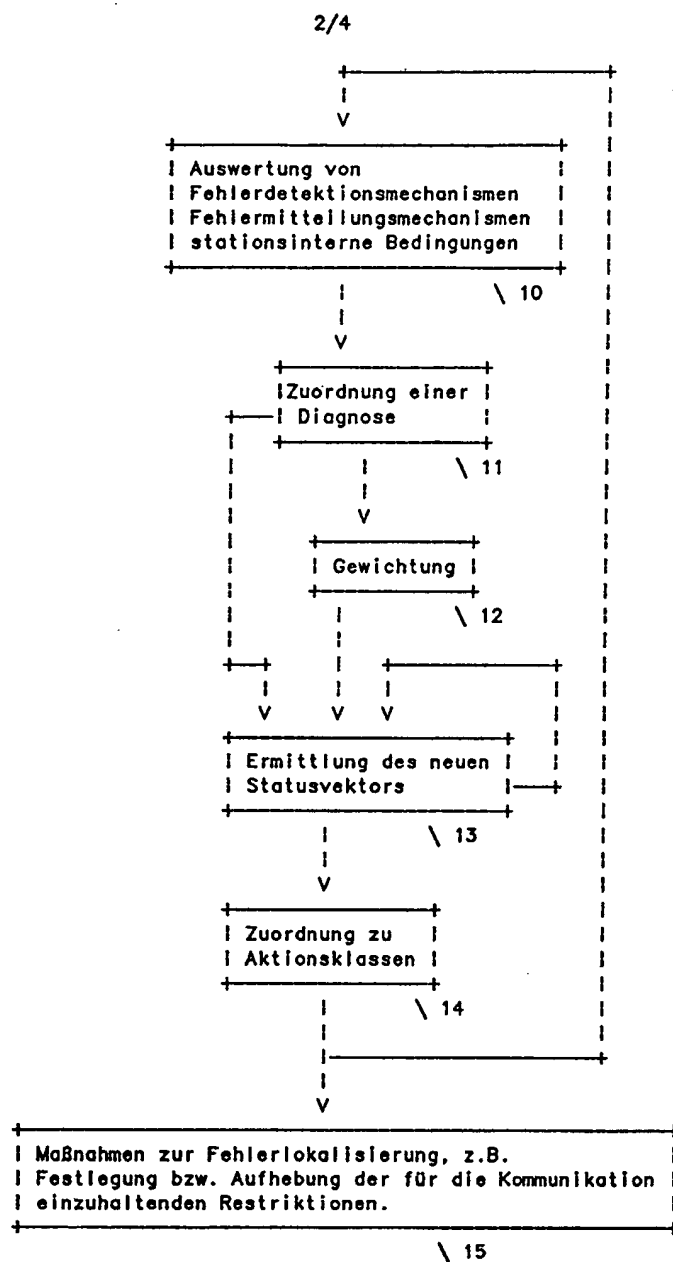 2/4
Auswertung von
Fehlerdetektionsmechanismen
Fehlermitteilungsmechanismen
stationsinterne Bedingungen
10
Zuordnung einer
Diagnose
11
Gewichtung
12
Ermittlung des neuen
Statusvektors
13
Zuordnung zu
Aktionsklassen
14
Maßnahmen zur Fehlerlokalisierung, z.B.
Festlegung bzw. Aufhebung der für die Kommunikation
einzuhaltenden Restriktionen.
15